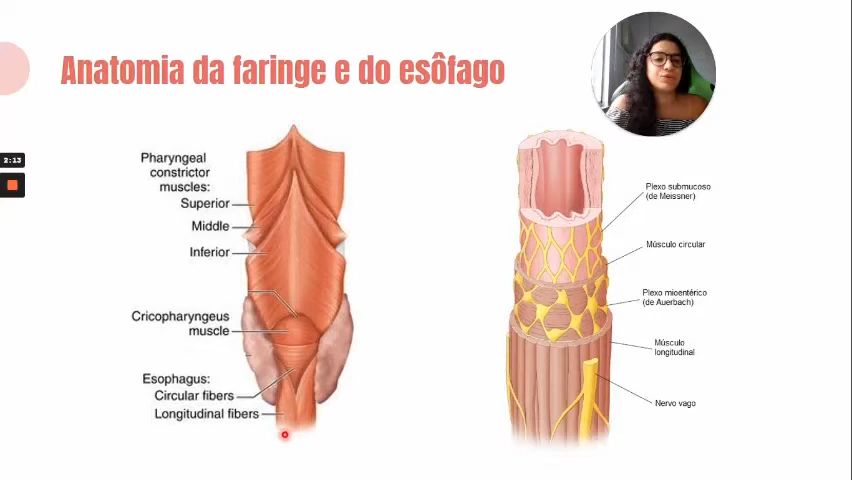 Anatomia da faringe e do esôfago
2:13
Pharyngeal
constrictor
muscles:
Superior
Middle
Inferior
Cricopharyngeus
muscle
Esophagus:
Circular fibers
Longitudinal fibers
Plexo submucoso
(de Meissner)
Músculo circular
Plexo mioentérico
(de Auerbach)
Músculo
longitudinal
Nervo vago